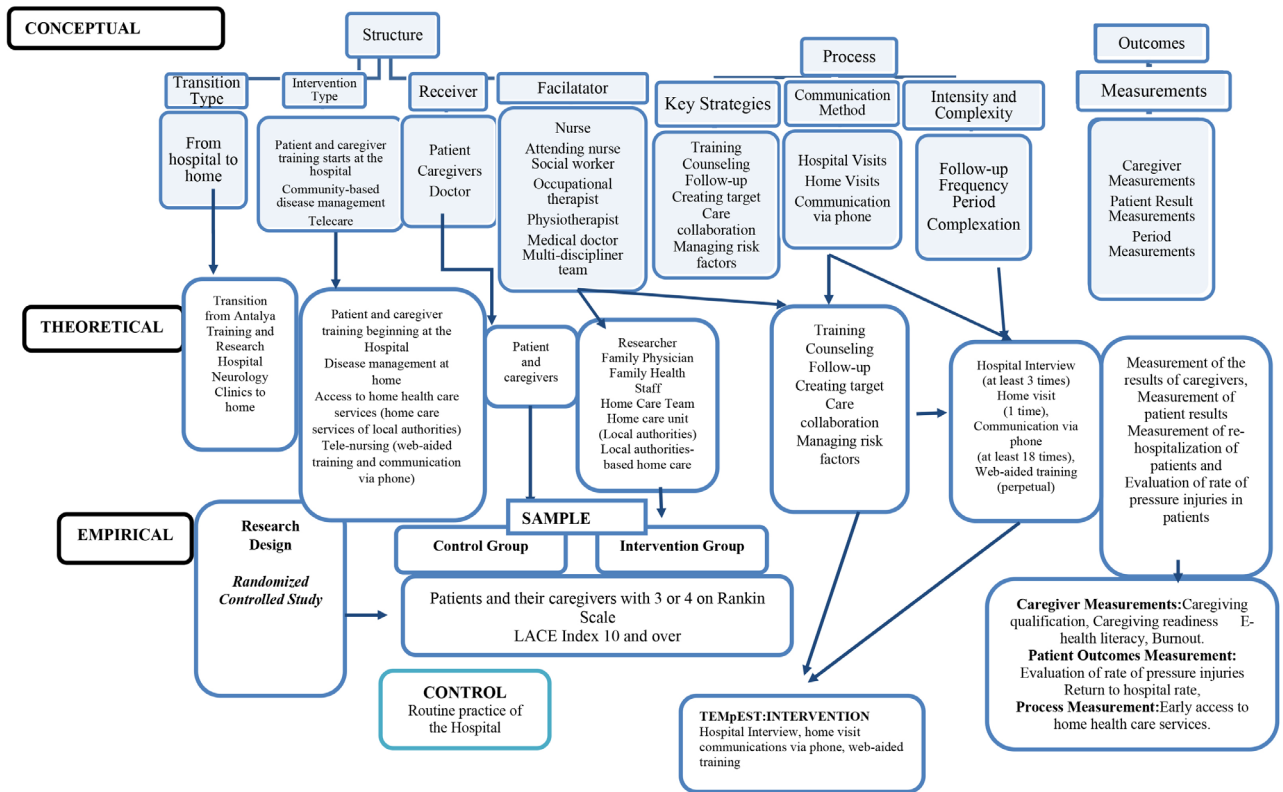 CONCEPTUAL
Structure
Process
Outcomes
Transition
Type
Intervention
Type
Receiver
Facilatator
Key Strategies
Communication
Method
Intensity and
Complexity
Measurements
From
hospital to
home
Patient and caregiver
training starts at the
hospital
Community-based
disease management
Telecare
Patient
Caregivers
Doctor
Nurse
Attending nurse
Social worker
Occupational
therapist
Physiotherapist
Medical doctor
Multi-discipliner
team
Training
Counseling
Follow-up
Creating target
Care
collaboration
Managing risk
factors
Hospital Visits
Home Visits
Communication
via phone
Follow-up
Frequency
Period
Complexation
Caregiver
Measurements
Patient Result
Measurements
Period
Measurements
THEORETICAL
Transition
from Antalya
Training and
Research
Hospital
Neurology
Clinics to
home
Patient and caregiver
training beginning at the
Hospital
Disease management at
home
Access to home health care
services (home care
services of local authorities)
Tele-nursing (web-aided
training and communication
via phone)
Patient
and
caregivers
Researcher
Family Physician
Family Health
Staff
Home Care Team
Home care unit
(Local authorities)
Local authorities-
based home care
Training
Counseling
Follow-up
Creating target
Care
collaboration
Managing risk
factors
Hospital Interview
(at least 3 times)
Home visit
(1 time),
Communication via
phone
(at least 18 times),
Web-aided training
(perpetual)
Measurement of the
results of caregivers,
Measurement of
patient results
Measurement of re-
hospitalization of
patients and
Evaluation of rate of
pressure injuries in
patients
EMPIRICAL
Research
Design
Randomized
Controlled Study
SAMPLE
Control Group
Intervention Group
Patients and their caregivers with 3 or 4 on Rankin
Scale
LACE Index 10 and over
CONTROL
Routine practice of
the Hospital
TEMpEST:INTERVENTION
Hospital Interview, home visit
communications via phone, web-aided
training
Caregiver Measurements:Caregiving
qualification, Caregiving readiness E-
health literacy, Burnout.
Patient Outcomes Measurement:
Evaluation of rate of pressure injuries
Return to hospital rate,
Process Measurement:Early access to
home health care services.